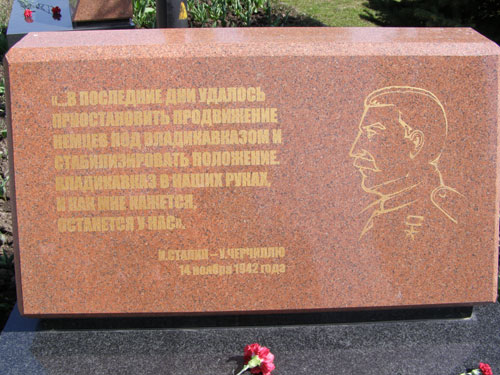 «...В ПОСЛЕДНИЕ ДНИ УДАЛОСЬ
ПРИОСТАНОВИТЬ ПРОДВИЖЕНИЕ
НЕМЦЕВ ПОД ВЛАДИКАВКАЗОМ И
СТАБИЛИЗИРОВАТЬ ПОЛОЖЕНИЕ.
ВЛАДИКАВКАЗ В НАШИХ РУКАХ,
И КАК МНЕ КАЖЕТСЯ,
ОСТАНЕТСЯ У НАС».
И.СТАЛИН – У.ЧЕРЧИЛЛЮ
14 ноября 1942 года